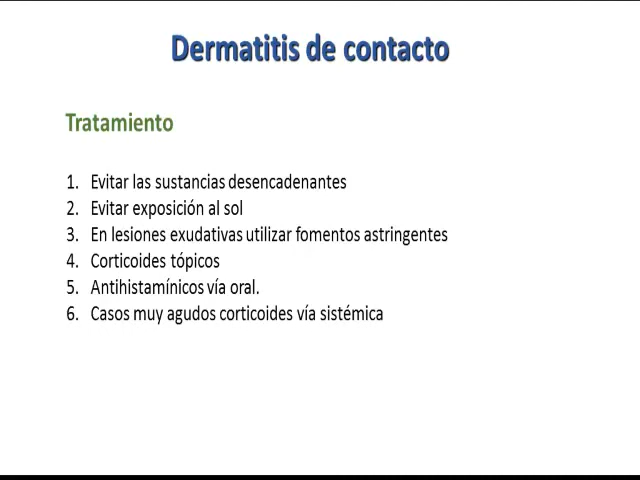 Dermatitis de contacto
Tratamiento
1. Evitar las sustancias desencadenantes
2. Evitar exposición al sol
3. En lesiones exudativas utilizar fomentos astringentes
4. Corticoides tópicos
5. Antihistamínicos vía oral.
6. Casos muy agudos corticoides vía sistémica